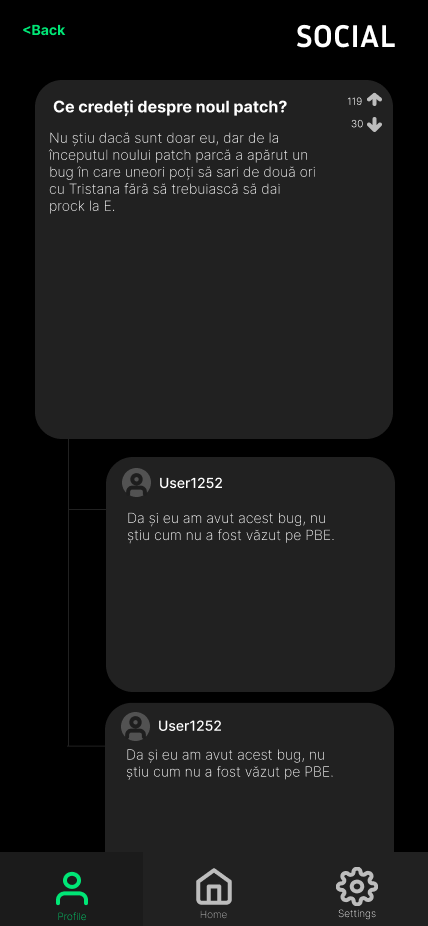 <Back
SOCIAL
Ce credeți despre noul patch?
119
30
Nu știu dacă sunt doar eu, dar de la
începutul noului patch parcă a apărut un
bug în care uneori poți să sari de două ori
cu Tristana fără să trebuiască să dai
prock la E.
User1252
Da și eu am avut acest bug, nu
știu cum nu a fost văzut pe PBE.
User1252
Da și eu am avut acest bug, nu
știu cum nu a fost văzut pe PBE.
Profile
Home
Settings